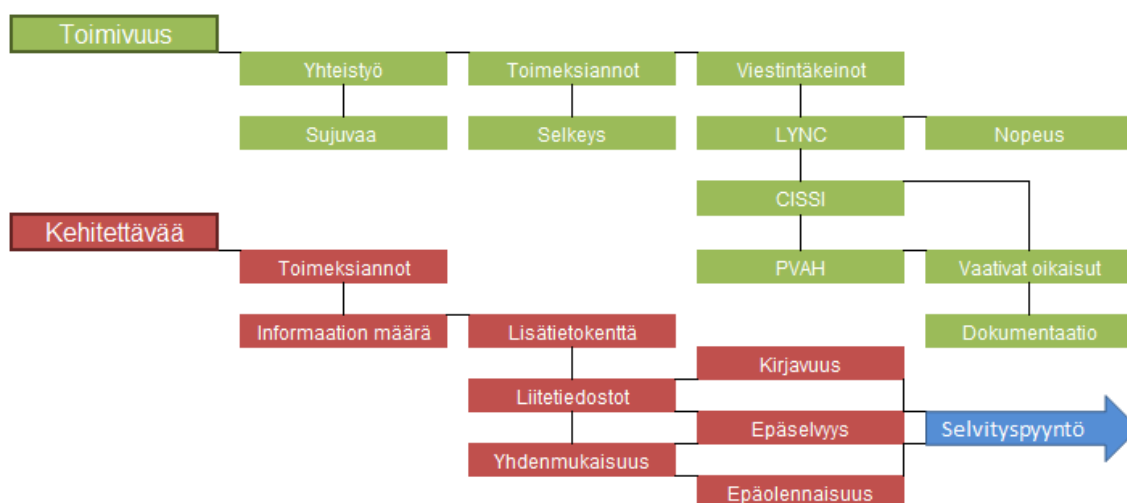 Toimivuus
Yhteistyö Toimeksiannot Viestintäkeinot
Sujuvaa Selkeys LYNC Nopeus
CISSI
Kehitettävää
Toimeksiannot PVAH Vaativat oikaisut
Informaation määrä Lisätietokenttä Dokumentaatio
Kirjavuus
Liitetiedostot
Epäselvyys Selvityspyyntö
Yhdenmukaisuus
Epäolennaisuus